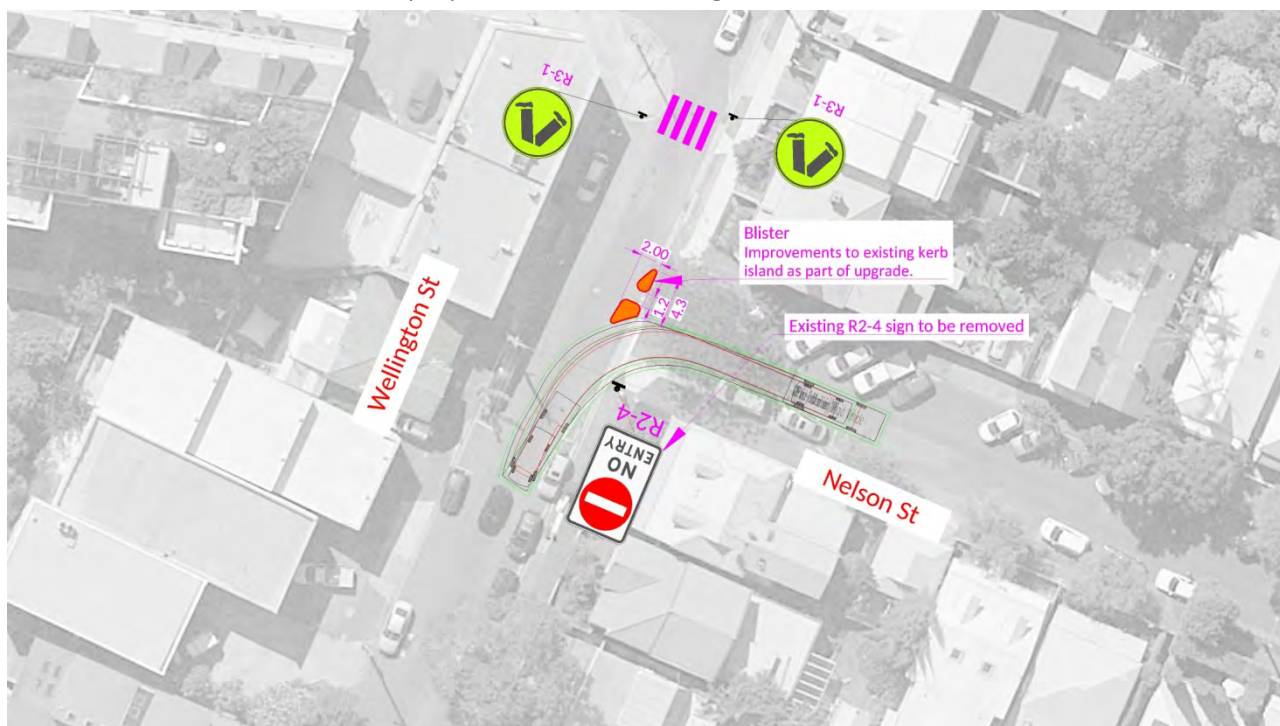 R3-1
R3-1
Blister
Improvements to existing kerb
island as part of upgrade.
2.00
1.2
4.3
Existing R2-4 sign to be removed
Wellington St
R2-4
NO
ENTRY
Nelson St